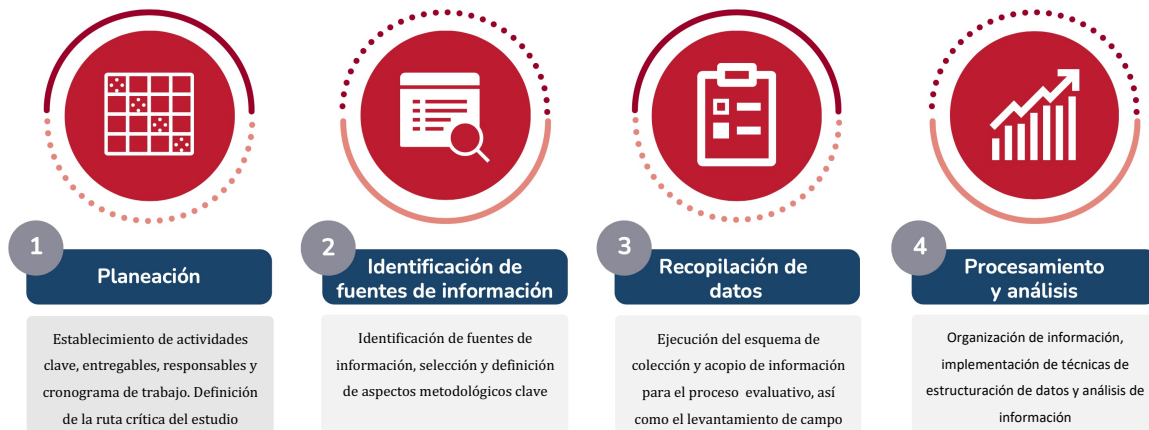 1
Planeación
Establecimiento de actividades
clave, entregables, responsables y
cronograma de trabajo. Definición
de la ruta crítica del estudio
2
Identificación de
fuentes de información
Identificación de fuentes de
información, selección y definición
de aspectos metodológicos clave
3
Recopilación de
datos
Ejecución del esquema de
colección y acopio de información
para el proceso evaluativo, así
como el levantamiento de campo
4
Procesamiento
y análisis
Organización de información,
implementación de técnicas de
estructuración de datos y análisis de
información